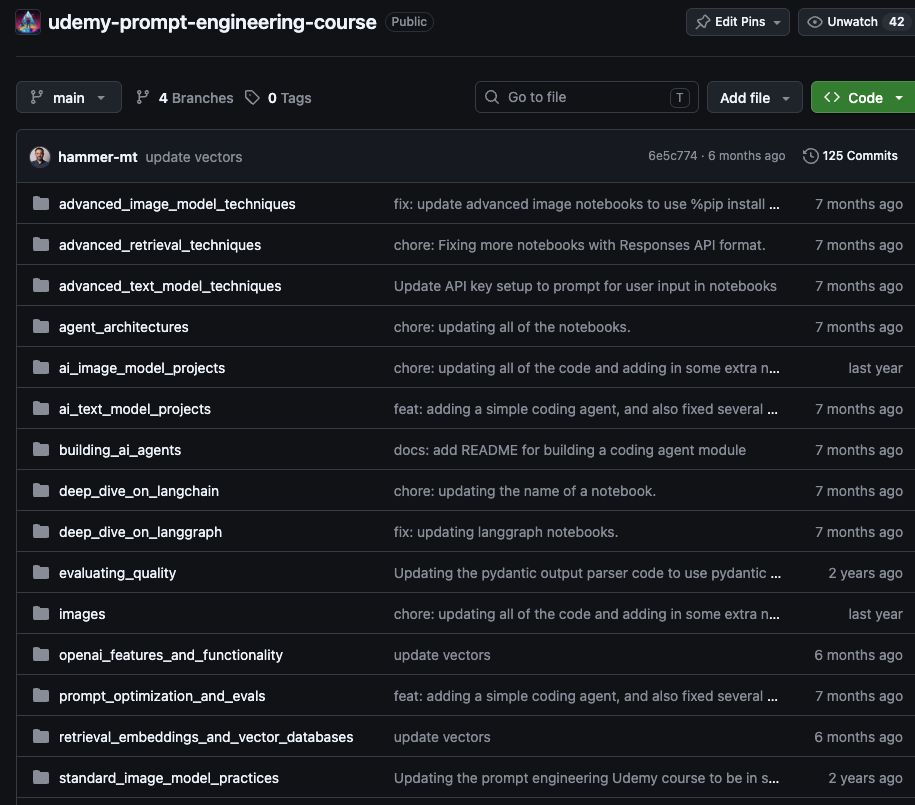 udemy-prompt-engineering-course Public Edit Pins Unwatch 42
main 4 Branches 0 Tags Go to file T Add file Code
hammer-mt update vectors 6e5c774 · 6 months ago 125 Commits
advanced_image_model_techniques fix: update advanced image notebooks to use %pip install ... 7 months ago
advanced_retrieval_techniques chore: Fixing more notebooks with Responses API format. 7 months ago
advanced_text_model_techniques Update API key setup to prompt for user input in notebooks 7 months ago
agent_architectures chore: updating all of the notebooks. 7 months ago
ai_image_model_projects chore: updating all of the code and adding in some extra n... last year
ai_text_model_projects feat: adding a simple coding agent, and also fixed several ... 7 months ago
building_ai_agents docs: add README for building a coding agent module 7 months ago
deep_dive_on_langchain chore: updating the name of a notebook. 7 months ago
deep_dive_on_langgraph fix: updating langgraph notebooks. 7 months ago
evaluating_quality Updating the pydantic output parser code to use pydantic ... 2 years ago
images chore: updating all of the code and adding in some extra n... last year
openai_features_and_functionality update vectors 6 months ago
prompt_optimization_and_evals feat: adding a simple coding agent, and also fixed several ... 7 months ago
retrieval_embeddings_and_vector_databases update vectors 6 months ago
standard_image_model_practices Updating the prompt engineering Udemy course to be in s... 2 years ago